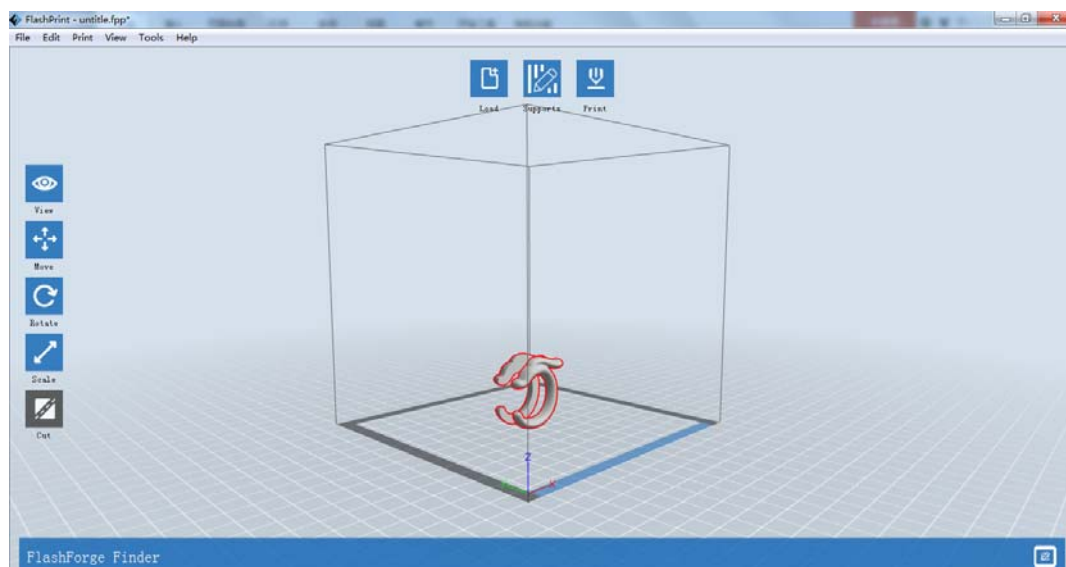 FlashPrint - untitle.fpp*
File Edit Print View Tools Help
Load Supports Print
View
Move
Rotate
Scale
Cut
Z
X
FlashForge Finder